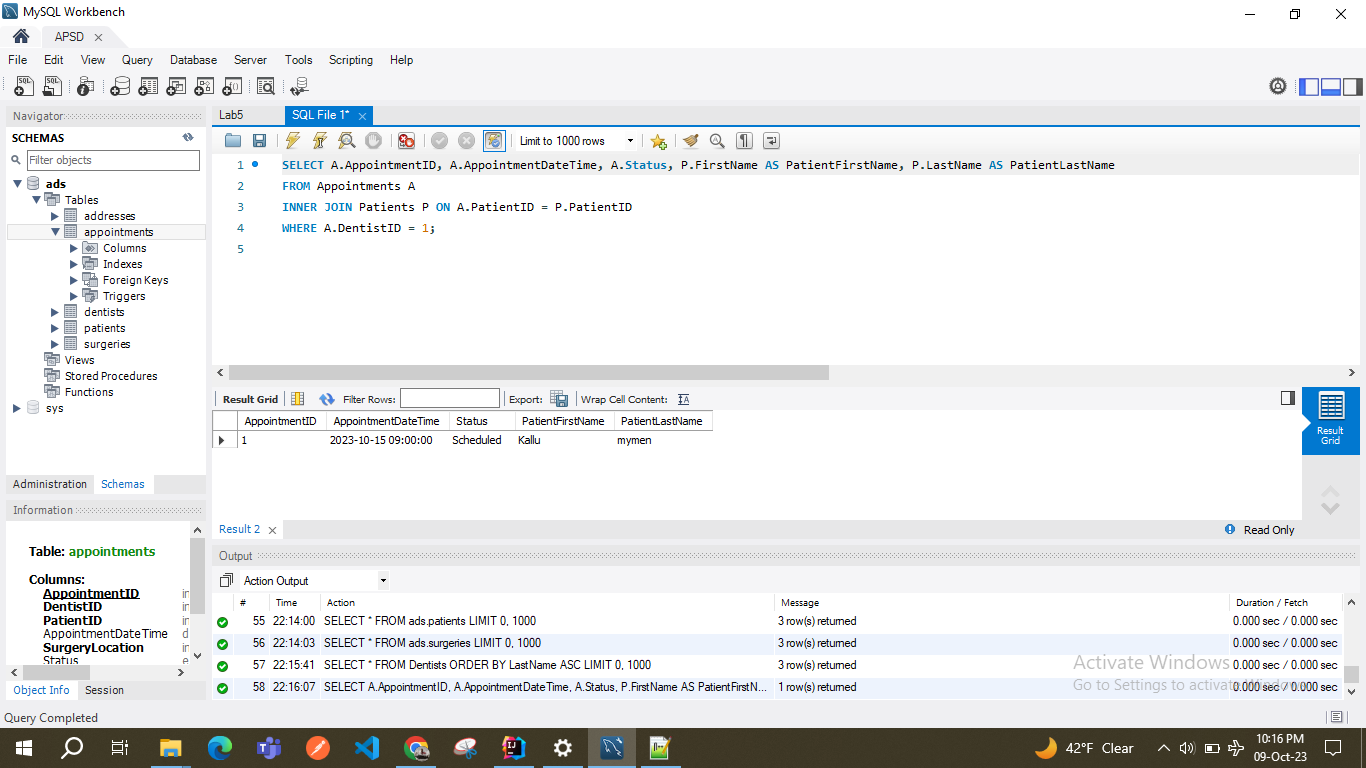 MySQL Workbench
APSD
File Edit View Query Database Server Tools Scripting Help
Navigator
SCHEMAS
Filter objects
ads
Tables
addresses
appointments
Columns
Indexes
Foreign Keys
Triggers
dentists
patients
surgeries
Views
Stored Procedures
Functions
sys
Administration Schemas
Information
Table: appointments
Columns:
AppointmentID in
DentistID in
PatientID in
AppointmentDateTime d
SurgeryLocation in
Status e
Object Info Session
Query Completed
Lab5 SQL File 1*
Limit to 1000 rows
1 SELECT A.AppointmentID, A.AppointmentDateTime, A.Status, P.FirstName AS PatientFirstName, P.LastName AS PatientLastName
2 FROM Appointments A
3 INNER JOIN Patients P ON A.PatientID = P.PatientID
4 WHERE A.DentistID = 1;
5
Result Grid Filter Rows: Export: Wrap Cell Content:
AppointmentID AppointmentDateTime Status PatientFirstName PatientLastName
1 2023-10-15 09:00:00 Scheduled Kallu mymen
Result
Grid
Result 2
Read Only
Output
Action Output
# Time Action Message Duration / Fetch
55 22:14:00 SELECT * FROM ads.patients LIMIT 0, 1000 3 row(s) returned 0.000 sec / 0.000 sec
56 22:14:03 SELECT * FROM ads.surgeries LIMIT 0, 1000 3 row(s) returned 0.000 sec / 0.000 sec
57 22:15:41 SELECT * FROM Dentists ORDER BY LastName ASC LIMIT 0, 1000 3 row(s) returned 0.000 sec / 0.000 sec
58 22:16:07 SELECT A.AppointmentID, A.AppointmentDateTime, A.Status, P.FirstName AS PatientFirstN... 1 row(s) returned 0.000 sec / 0.000 sec
Activate Windows
Go to Settings to activate Windows.
42°F Clear
10:16 PM
09-Oct-23